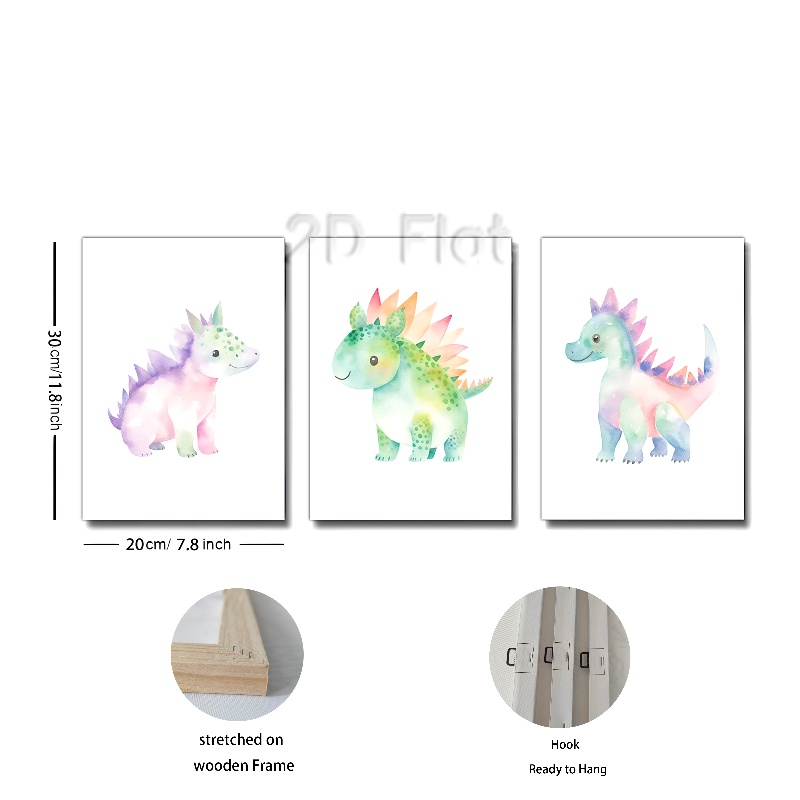 2D Flat
30cm/11.8inch
20cm/ 7.8 inch
stretched on
wooden Frame
Hook
Ready to Hang